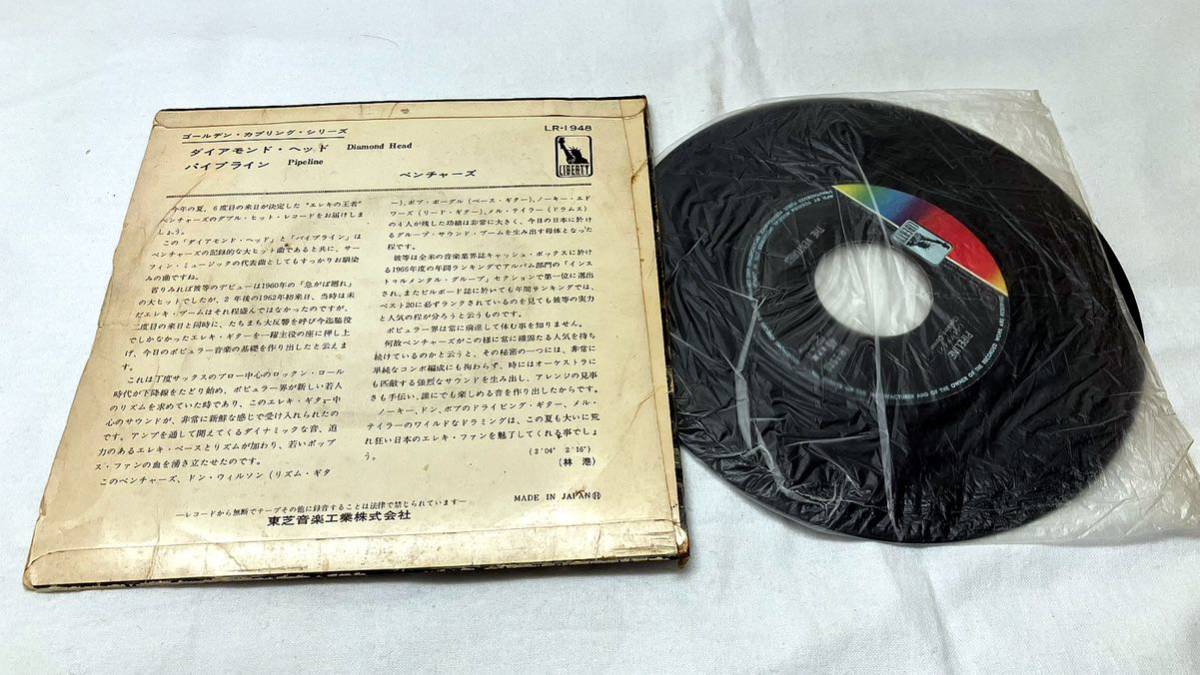 ゴールデン・カプリング・シリーズ
ダイアモンド・ヘッド Diamond Head
パイプライン Pipeline
ベンチャーズ
LR-1948
LIBERTY
今年の夏、6度目の来日が決定した"エレキの王者"
ベンチャーズのダブル・ヒット・レコードをお届けしま
しょう。
この「ダイアモンド・ヘッド」と「パイプライン」は
ベンチャーズの記録的な大ヒット曲であると共に、サー
フィン・ミュージックの代表曲としてもすっかりお馴染
みの曲ですね。
省りみれば彼等のデビューは1960年の「急がば廻れ」
の大ヒットでしたが、2年後の1962年初来日、当時は未
だエレキ・ブームはそれ程盛んではなかったのですが、
二度目の来日と同時に、たちまち大反響を呼び今迄脇役
でしかなかったエレキ・ギターを一躍主役の座に押し上
げ、今日のポピュラー音楽の基礎を作り出したと云えま
す。
これは丁度サックスのブロー中心のロックン・ロール
時代が下降線をたどり始め、ポピュラー界が新しい若人
のリズムを求めていた時であり、このエレキ・ギター中
心のサウンドが、非常に新鮮な感じで受け入れられたの
です。アンプを通して聞えてくるダイナミックな音、迫
力のあるエレキ・ベースとリズムが加わり、若いポップ
ス・ファンの血を湧き立たせたのです。
このベンチャーズ、ドン・ウィルソン(リズム・ギタ
ー)、ボブ・ボーグル(ベース・ギター)、ノーキー・エド
ワーズ(リード・ギター)、メル・テイラー(ドラムス)
の4人が残した功績は非常に大きく、今日の日本に於け
るグループ・サウンド・ブームを生み出す母体となった
程です。
彼等は全米の音楽業界誌キャッシュ・ボックスに於け
る1966年度の年間ランキングでアルバム部門の「インス
トゥルメンタル・グループ」セクションで第一位に選出
され、またビルボード誌に於いても年間ランキングでは、
ベスト20に必ずランクされているのを見ても彼等の実力
と人気の程が分ろうと云うものです。
ポピュラー界は常に前進して休む事を知りません。
何故ベンチャーズがこの様に常に頑固たる人気を持ち
続けているのかと云うと、その秘密の一つには、非常に
単純なコンボ編成にも拘わらず、時にはオーケストラに
も匹敵する強烈なサウンドを生み出し、アレンジの見事
さも手伝い、誰にでも楽しめる音を作り出したからです。
ノーキー、ドン、ボブのドライビング・ギター、メル・
テイラーのワイルドなドラミングは、この夏も大いに荒
れ狂い日本のエレキ・ファンを魅了してくれる事でしょ
う。
(2'04" 2'16")
(林 港)
MADE IN JAPAN Ⓗ
―レコードから無断でテープその他に録音することは法律で禁じられています―
東芝音楽工業株式会社
LIBERTY
THE VENTURES
PIPELINE